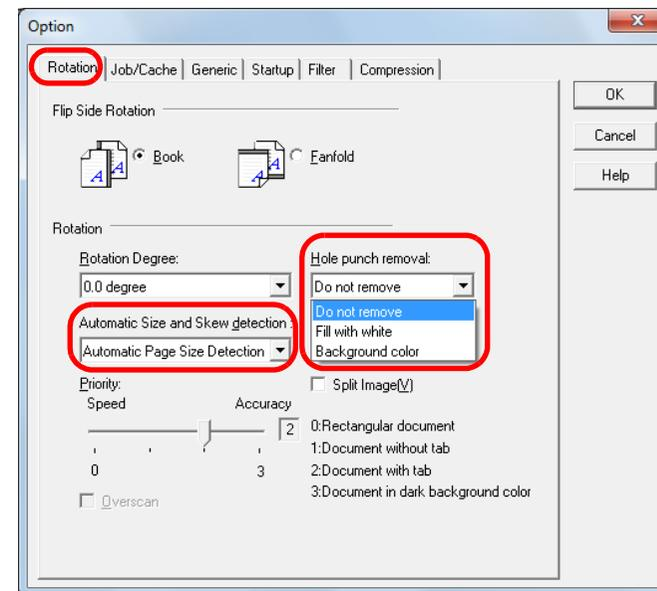 Option
Rotation Job/Cache Generic Startup Filter Compression
OK
Cancel
Help
Flip Side Rotation
Book Fanfold
Rotation
Rotation Degree:
0.0 degree
Automatic Size and Skew detection :
Automatic Page Size Detection
Hole punch removal:
Do not remove
Do not remove
Fill with white
Background color
Split Image(V)
Priority:
Speed Accuracy
2
0 3
Overscan
0:Rectangular document
1:Document without tab
2:Document with tab
3:Document in dark background color